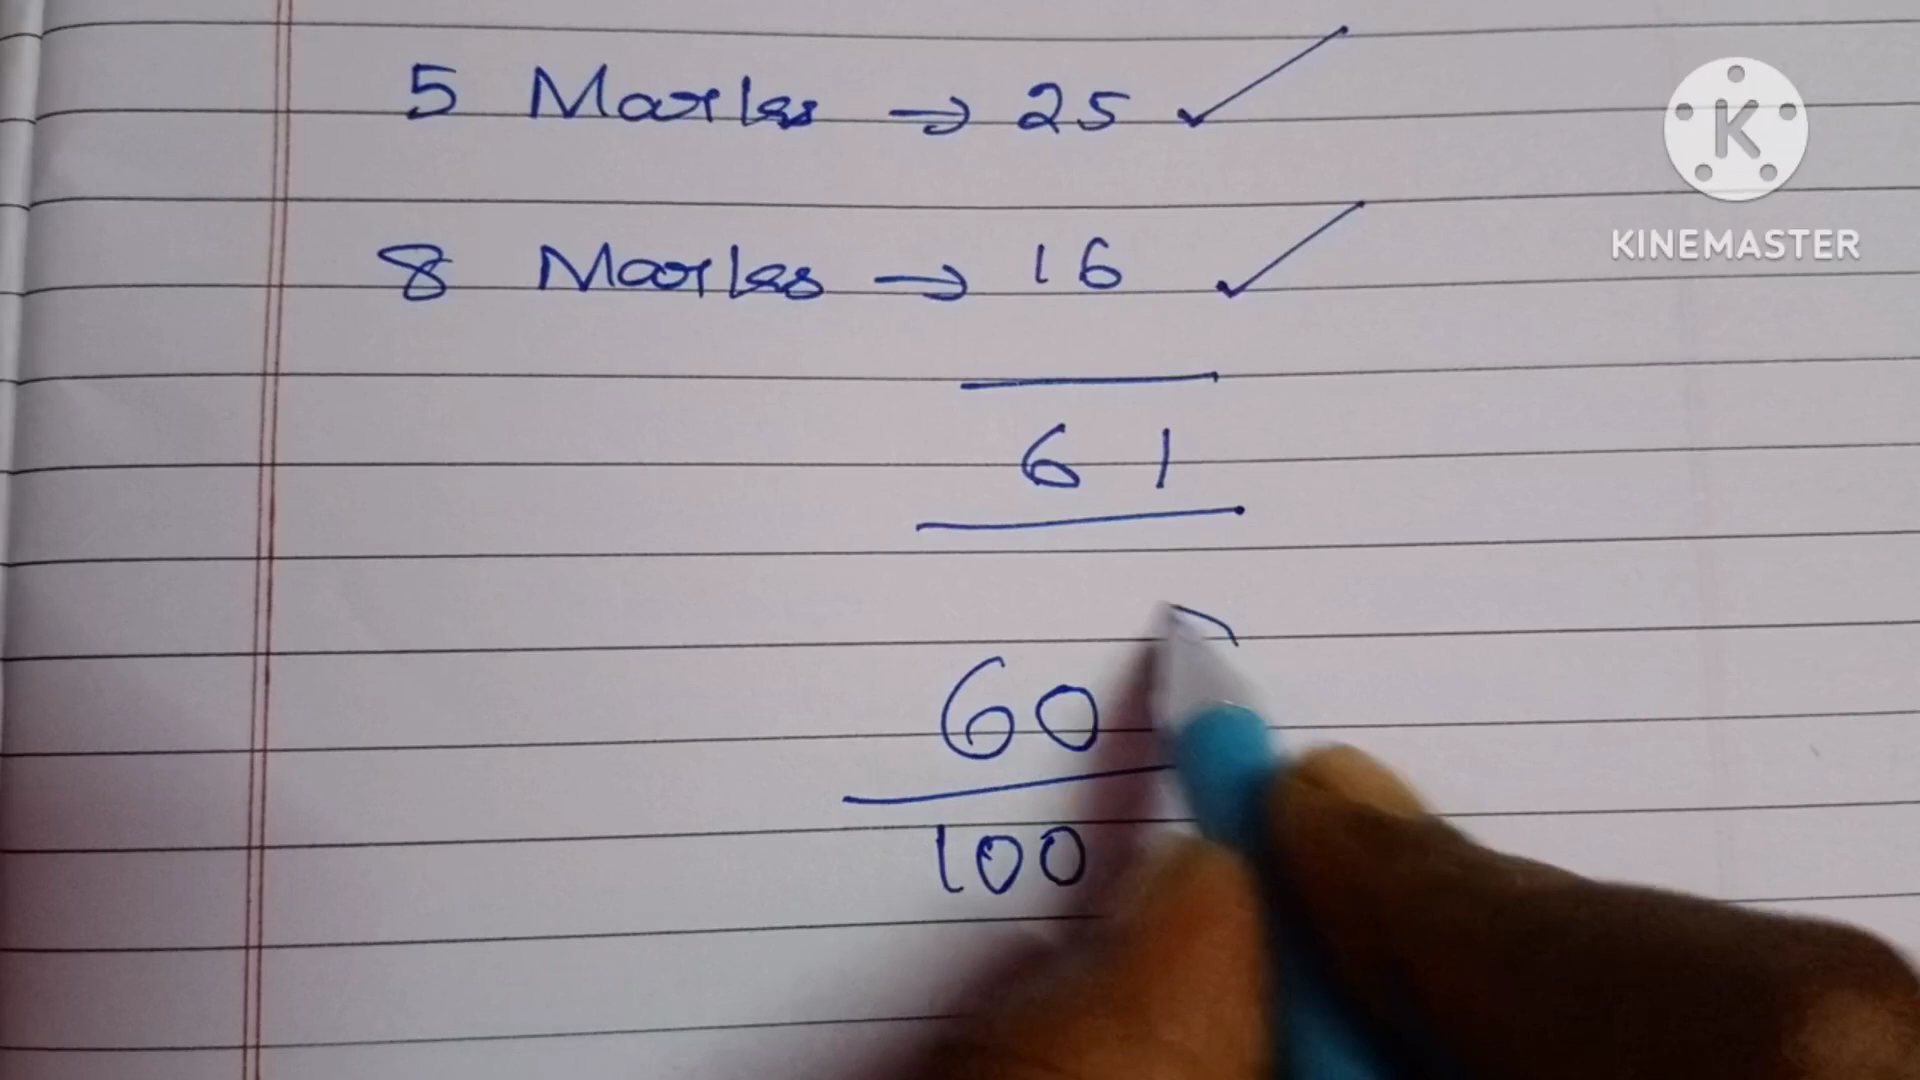 5 Marks → 25 ✓
K
KINEMASTER
8 Marks → 16 ✓
61
60
100